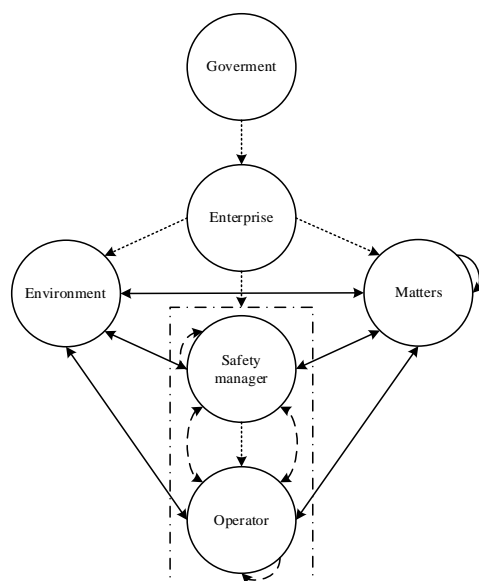 Goverment
Enterprise
Environment
Matters
Safety
manager
Operator